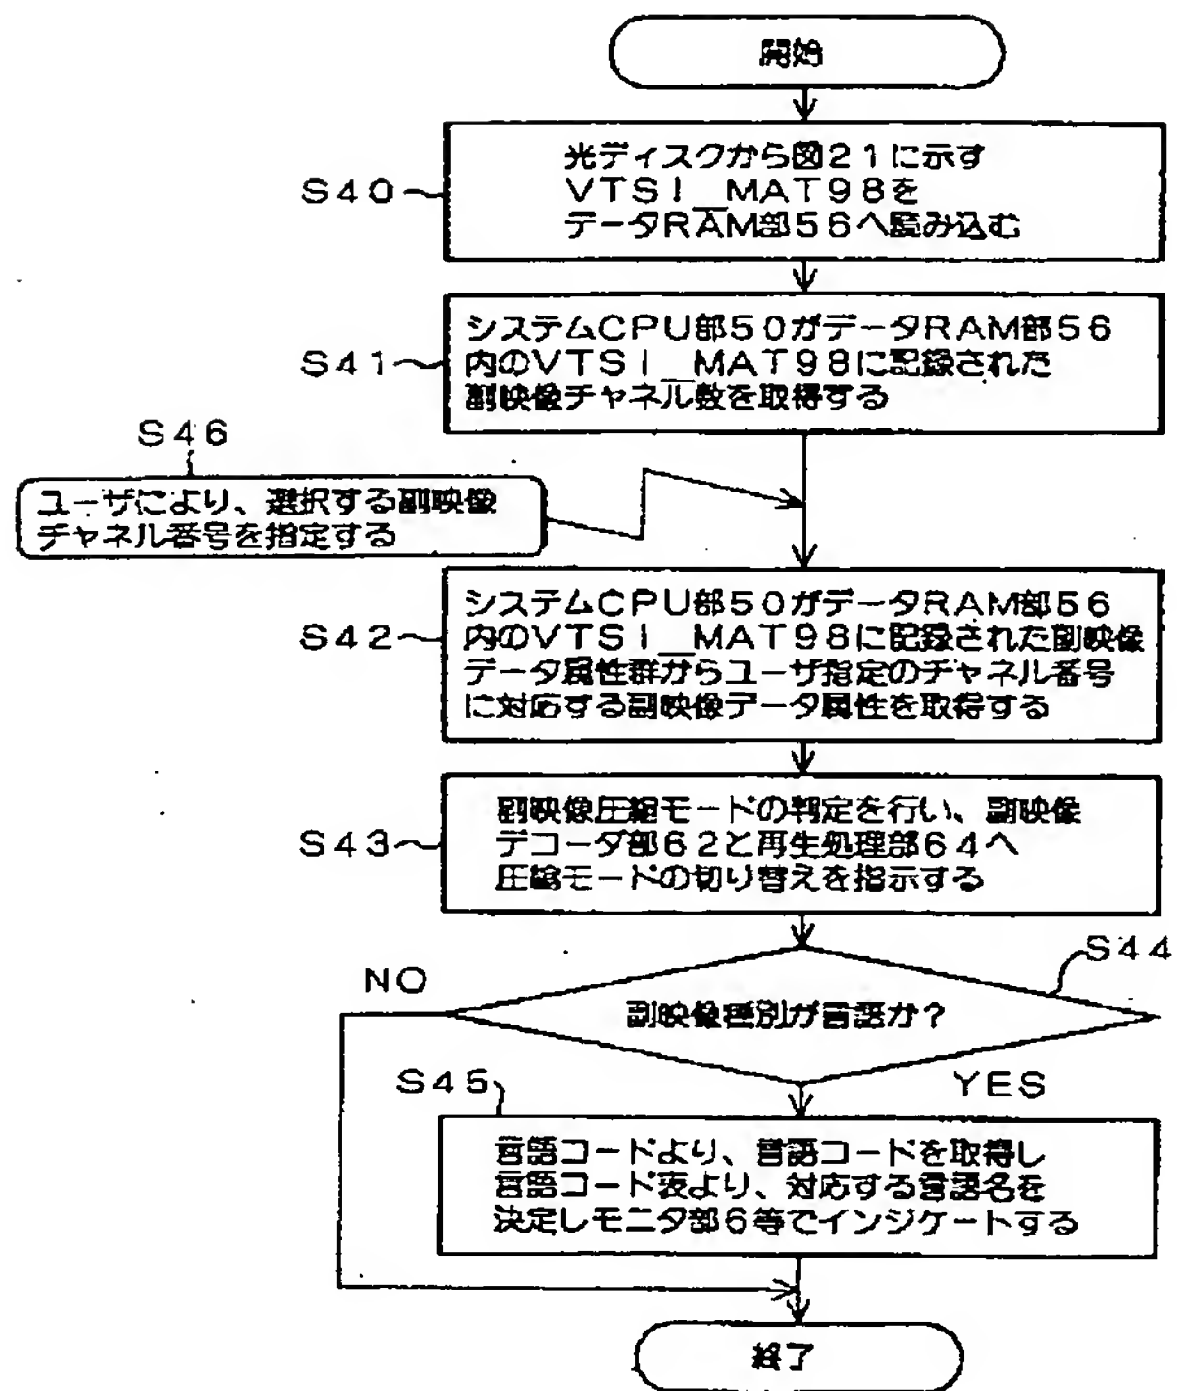 開始
S40
光ディスクから図21に示す
VTSI_MAT98を
データRAM部56へ読み込む
S41
システムCPU部50がデータRAM部56
内のVTSI_MAT98に記録された
副映像チャネル数を取得する
S46
ユーザにより、選択する副映像
チャネル番号を指定する
S42
システムCPU部50がデータRAM部56
内のVTSI_MAT98に記録された副映像
データ属性群からユーザ指定のチャネル番号
に対応する副映像データ属性を取得する
S43
副映像圧縮モードの判定を行い、副映像
デコーダ部62と再生処理部64へ
圧縮モードの切り替えを指示する
S44
NO
副映像種別が言語か?
S45
YES
言語コードより、言語コードを取得し
言語コード表より、対応する言語名を
決定しモニタ部6等でインジケートする
終了